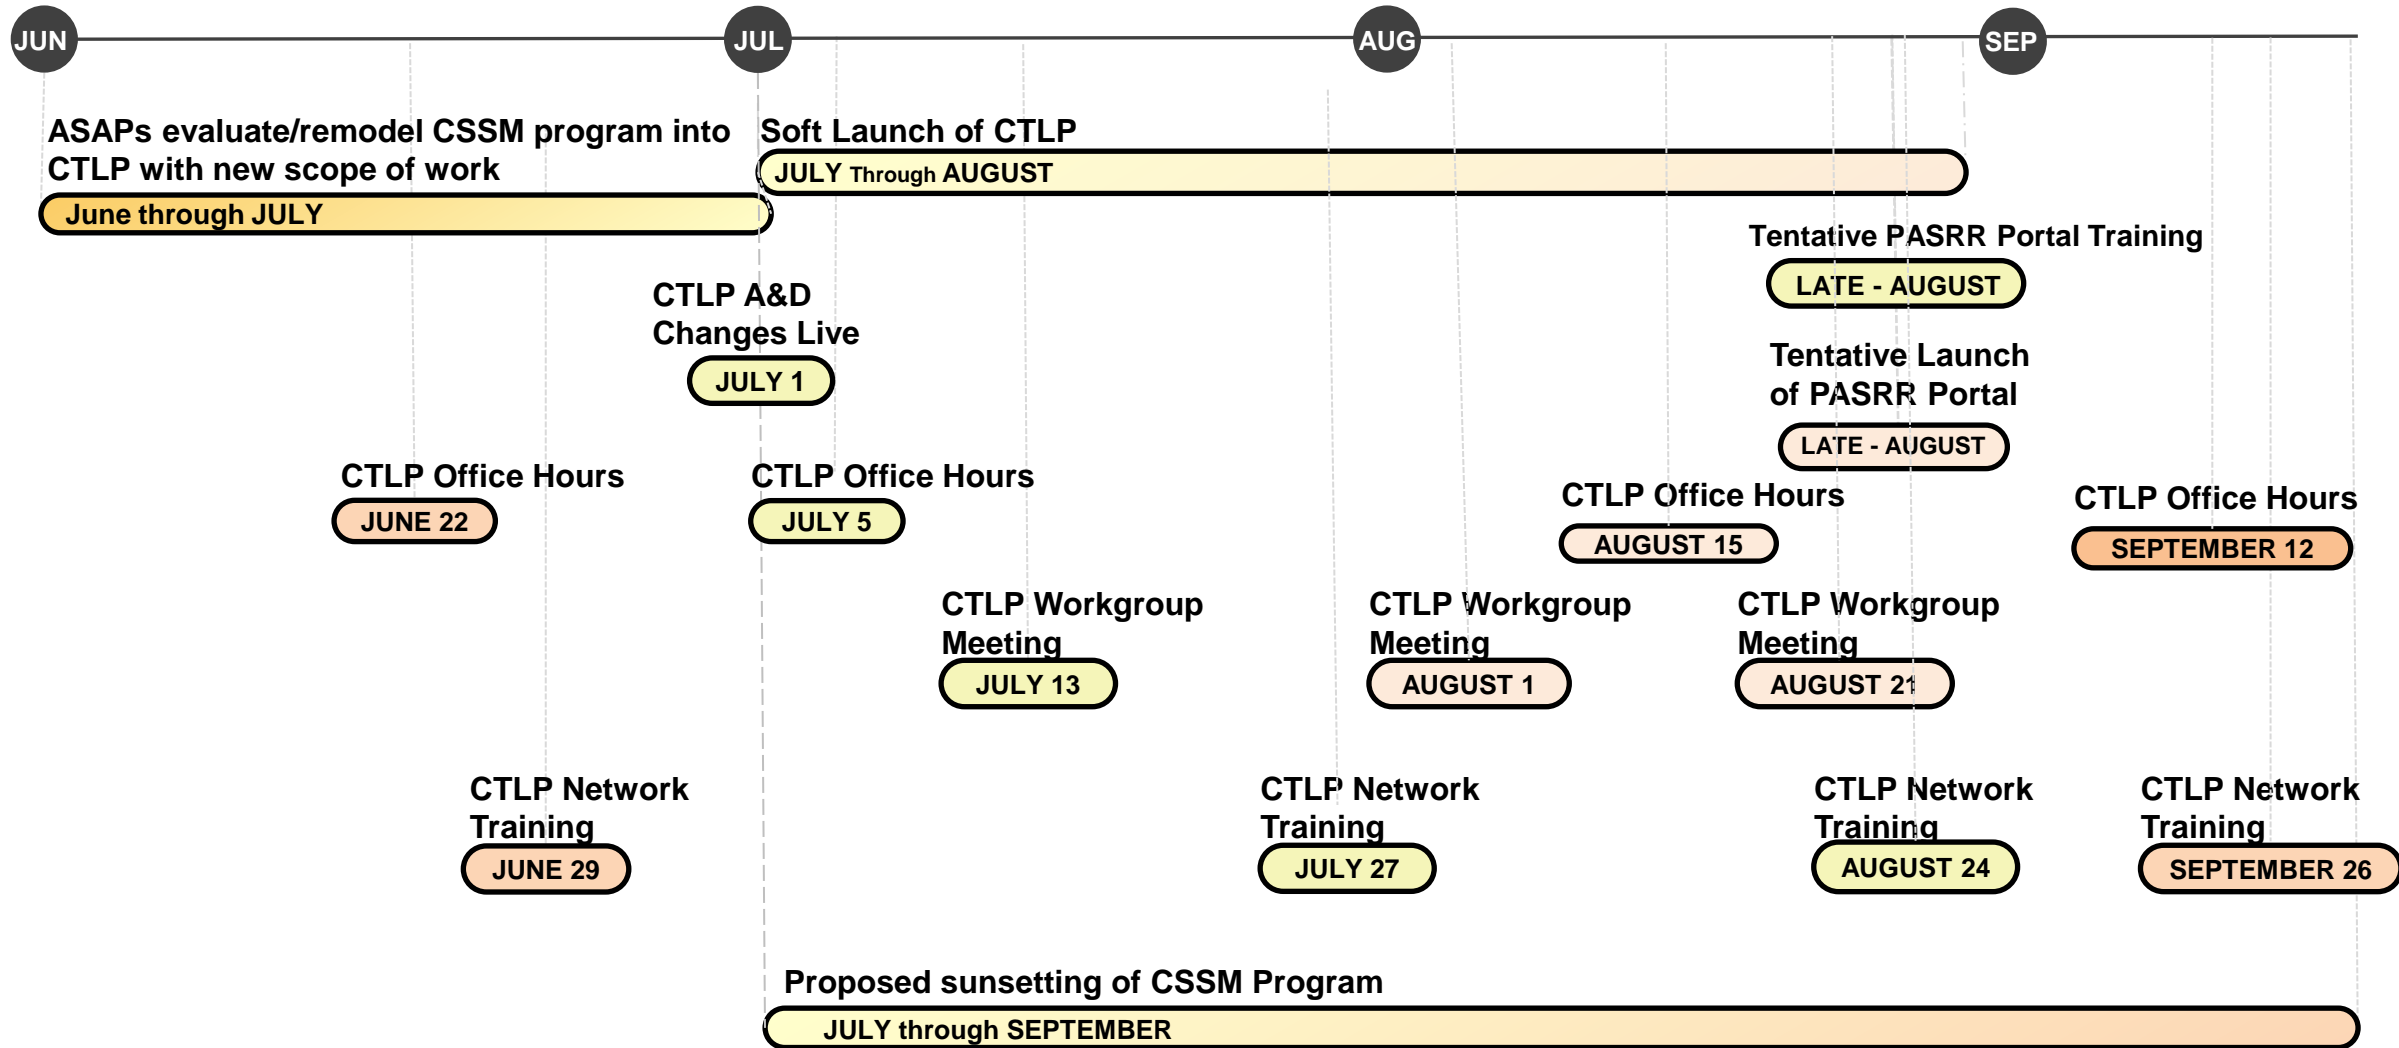 JUN
JUL
AUG
SEP
ASAPs evaluate/remodel CSSM program into
CTLP with new scope of work
June through JULY
Soft Launch of CTLP
JULY Through AUGUST
Tentative PASRR Portal Training
LATE - AUGUST
CTLP A&D
Changes Live
JULY 1
Tentative Launch
of PASRR Portal
LATE - AUGUST
CTLP Office Hours
JUNE 22
CTLP Office Hours
JULY 5
CTLP Office Hours
AUGUST 15
CTLP Office Hours
SEPTEMBER 12
CTLP Workgroup
Meeting
JULY 13
CTLP Workgroup
Meeting
AUGUST 1
CTLP Workgroup
Meeting
AUGUST 21
CTLP Network
Training
JUNE 29
CTLP Network
Training
JULY 27
CTLP Network
Training
AUGUST 24
CTLP Network
Training
SEPTEMBER 26
Proposed sunsetting of CSSM Program
JULY through SEPTEMBER